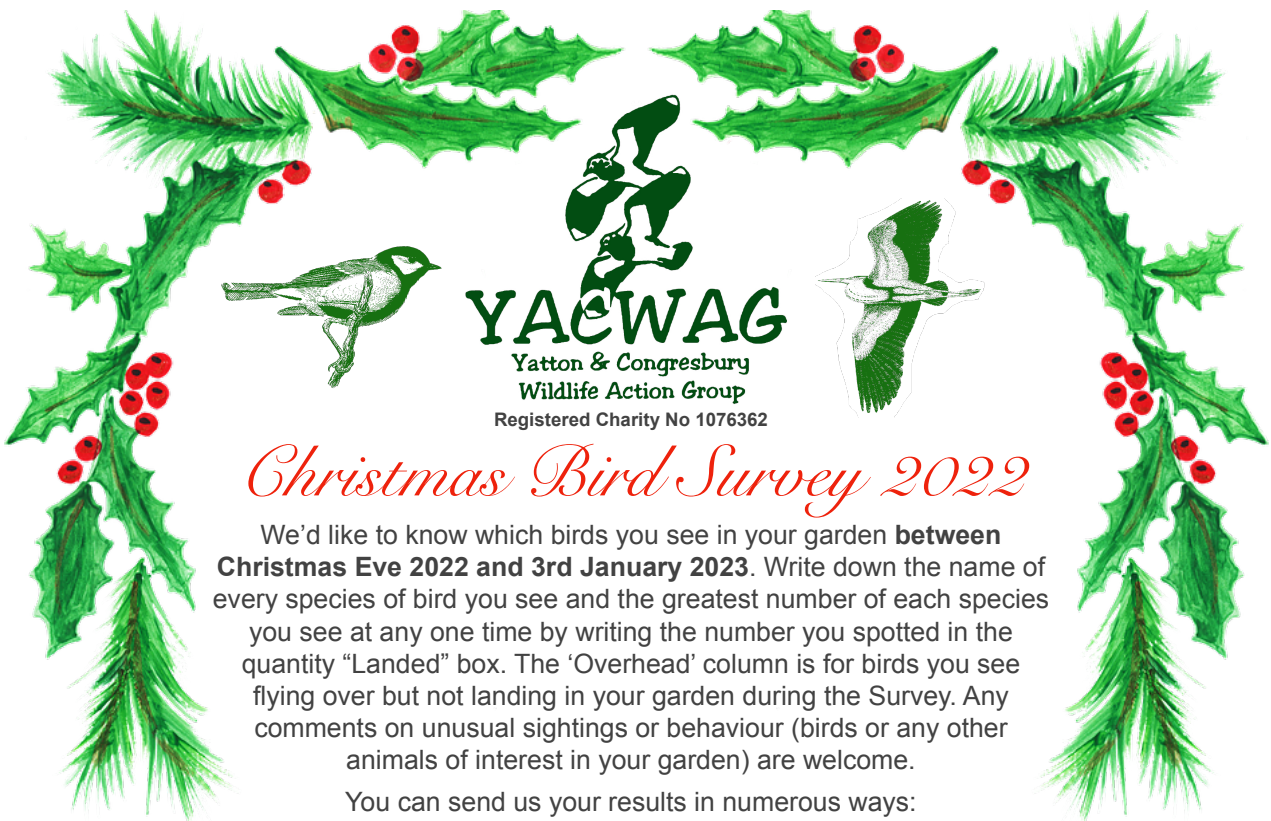 YACWAG
Yatton & Congresbury
Wildlife Action Group
Registered Charity No 1076362
Christmas Bird Survey 2022
We’d like to know which birds you see in your garden between
Christmas Eve 2022 and 3rd January 2023. Write down the name of
every species of bird you see and the greatest number of each species
you see at any one time by writing the number you spotted in the
quantity “Landed” box. The ‘Overhead’ column is for birds you see
flying over but not landing in your garden during the Survey. Any
comments on unusual sightings or behaviour (birds or any other
animals of interest in your garden) are welcome.
You can send us your results in numerous ways: